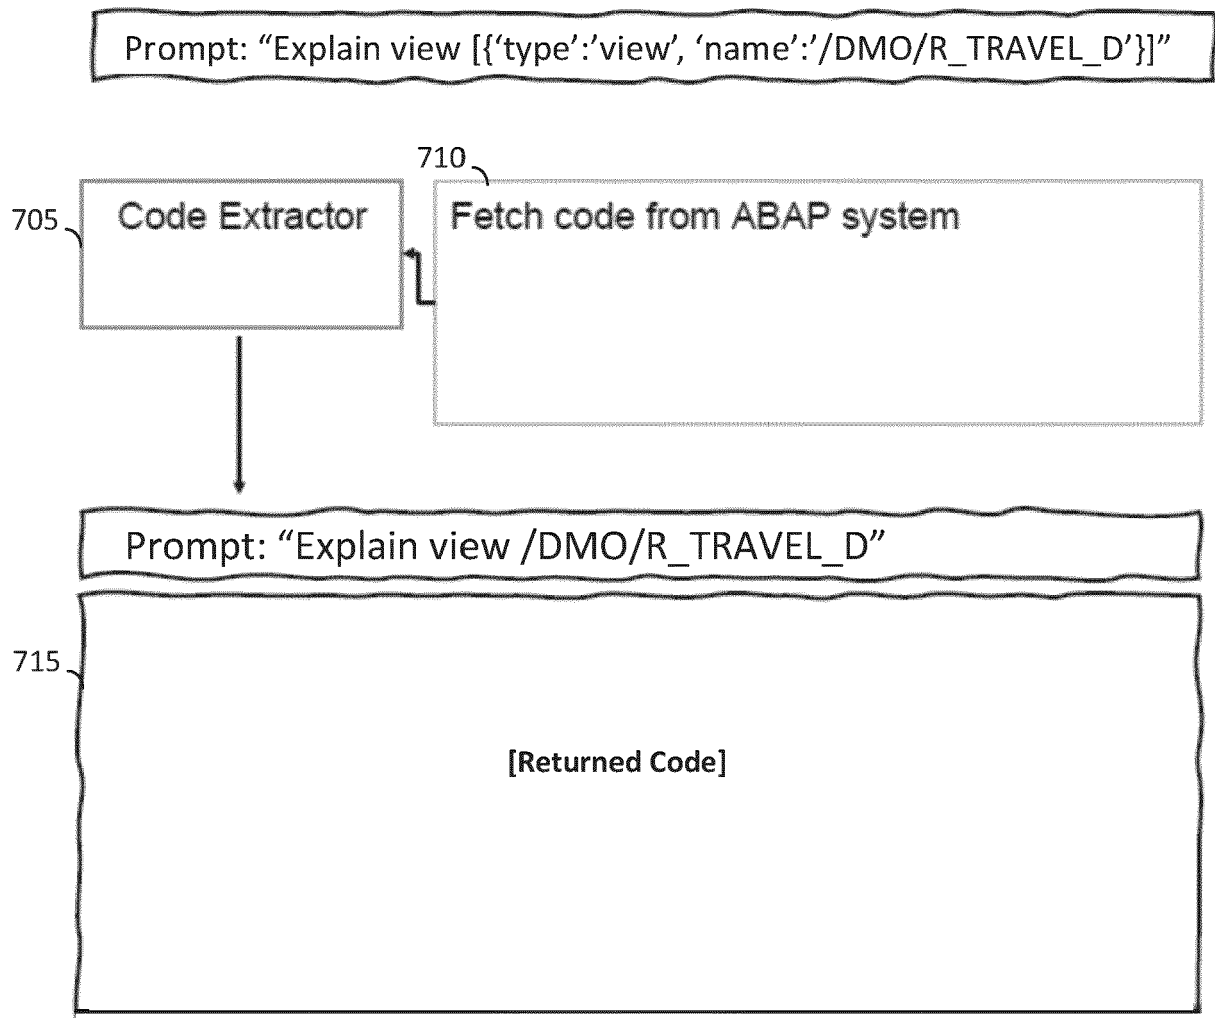 Prompt: “Explain view [{‘type’:’view’, ‘name’:’/DMO/R_TRAVEL_D’}]”
710
705
Code Extractor
Fetch code from ABAP system
Prompt: “Explain view /DMO/R_TRAVEL_D”
715
[Returned Code]